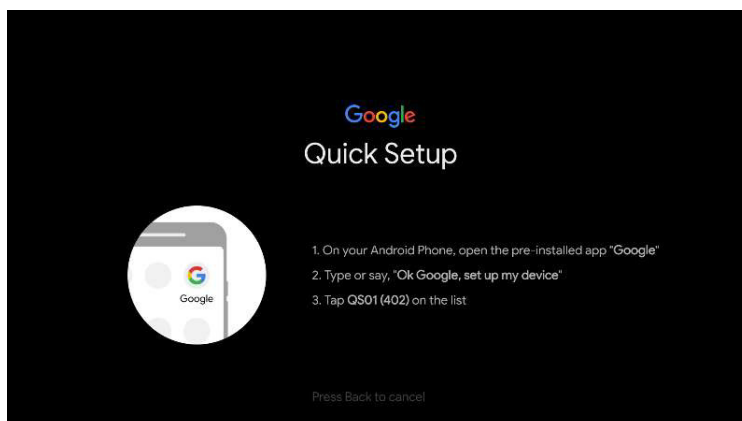 Google
Quick Setup
1. On your Android Phone, open the pre-installed app "Google"
2. Type or say, "Ok Google, set up my device"
3. Tap QS01 (402) on the list
G
Google
Press Back to cancel